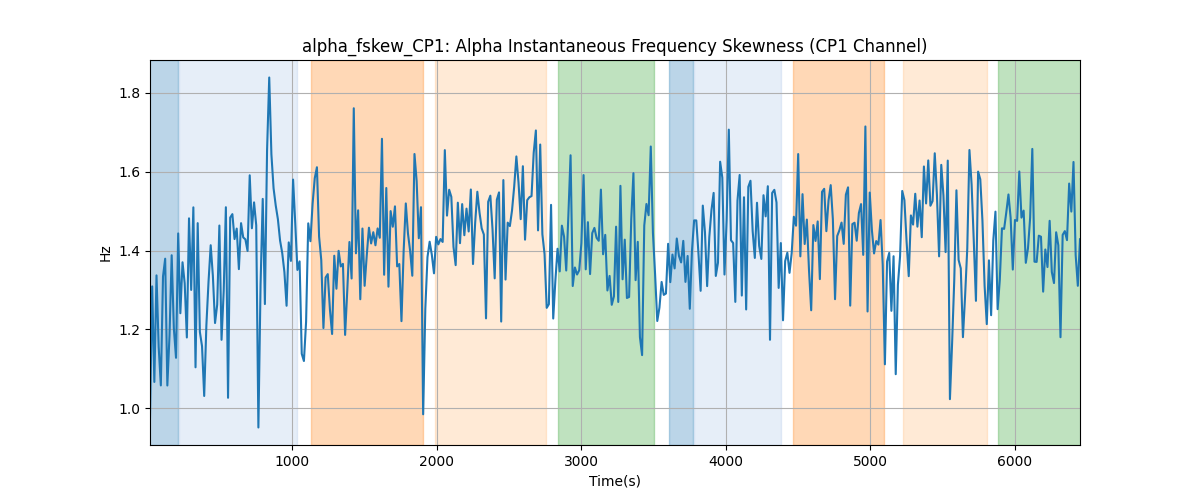 alpha_fskew_CP1: Alpha Instantaneous Frequency Skewness (CP1 Channel)
1.8
1.6
1.4
1.2
1.0
Hz
1000 2000 3000 4000 5000 6000
Time(s)